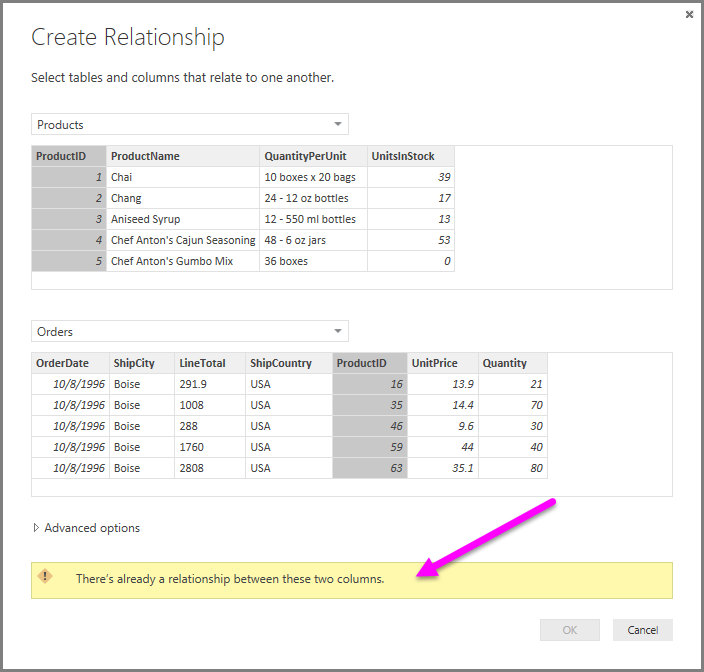 Create Relationship
Select tables and columns that relate to one another.
Products
ProductID ProductName QuantityPerUnit UnitsInStock
1 Chai 10 boxes x 20 bags 39
2 Chang 24 - 12 oz bottles 17
3 Aniseed Syrup 12 - 550 ml bottles 13
4 Chef Anton's Cajun Seasoning 48 - 6 oz jars 53
5 Chef Anton's Gumbo Mix 36 boxes 0
Orders
OrderDate ShipCity LineTotal ShipCountry ProductID UnitPrice Quantity
10/8/1996 Boise 291.9 USA 16 13.9 21
10/8/1996 Boise 1008 USA 35 14.4 70
10/8/1996 Boise 288 USA 46 9.6 30
10/8/1996 Boise 1760 USA 59 44 40
10/8/1996 Boise 2808 USA 63 35.1 80
Advanced options
There's already a relationship between these two columns.
OK Cancel